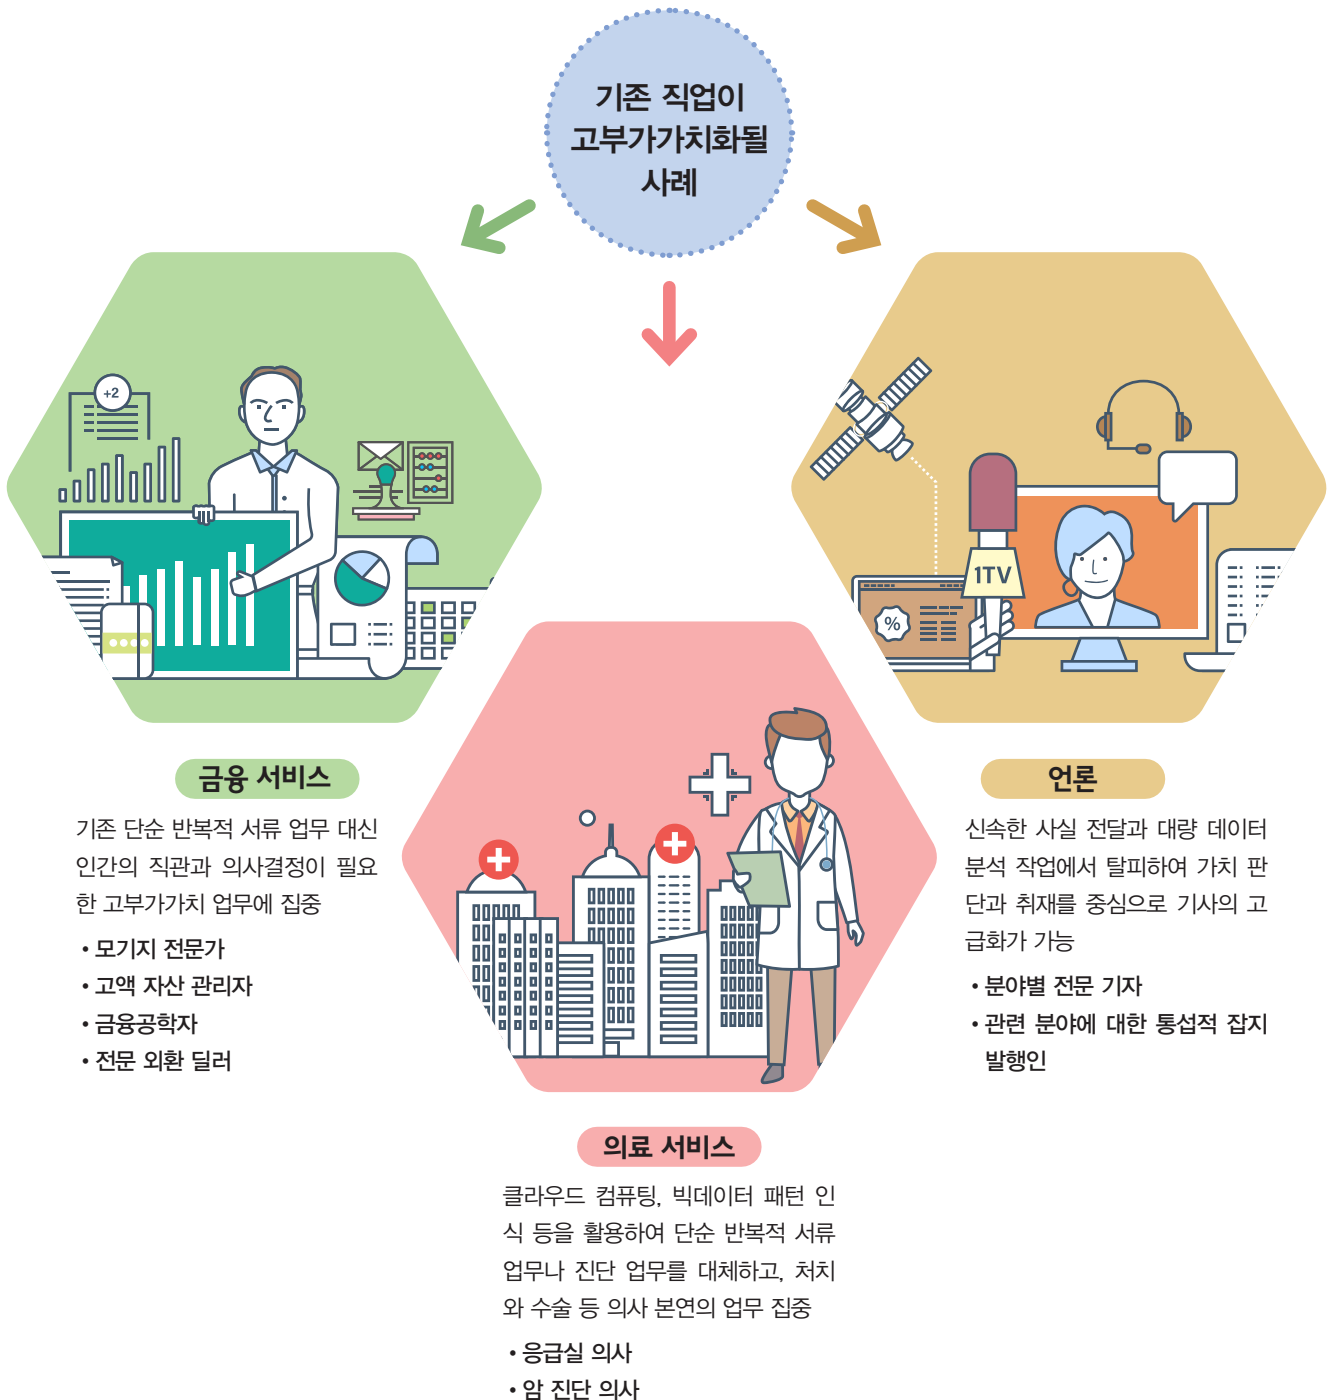 기존 직업이
고부가가치화될
사례
+2
1TV
%
금융 서비스
기존 단순 반복적 서류 업무 대신
인간의 직관과 의사결정이 필요
한 고부가가치 업무에 집중
• 모기지 전문가
• 고액 자산 관리자
• 금융공학자
• 전문 외환 딜러
언론
신속한 사실 전달과 대량 데이터
분석 작업에서 탈피하여 가치 판
단과 취재를 중심으로 기사의 고
급화가 가능
• 분야별 전문 기자
• 관련 분야에 대한 통섭적 잡지
발행인
의료 서비스
클라우드 컴퓨팅, 빅데이터 패턴 인
식 등을 활용하여 단순 반복적 서류
업무나 진단 업무를 대체하고, 처치
와 수술 등 의사 본연의 업무 집중
• 응급실 의사
• 암 진단 의사